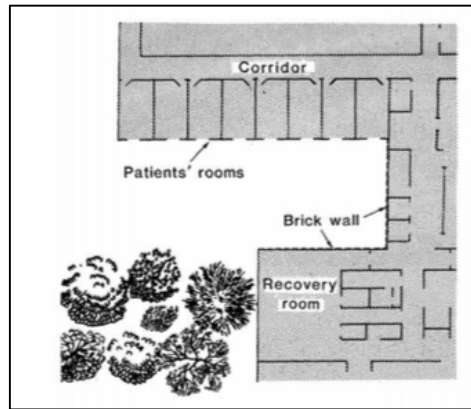 Corridor
Patients' rooms
Brick wall
Recovery
room